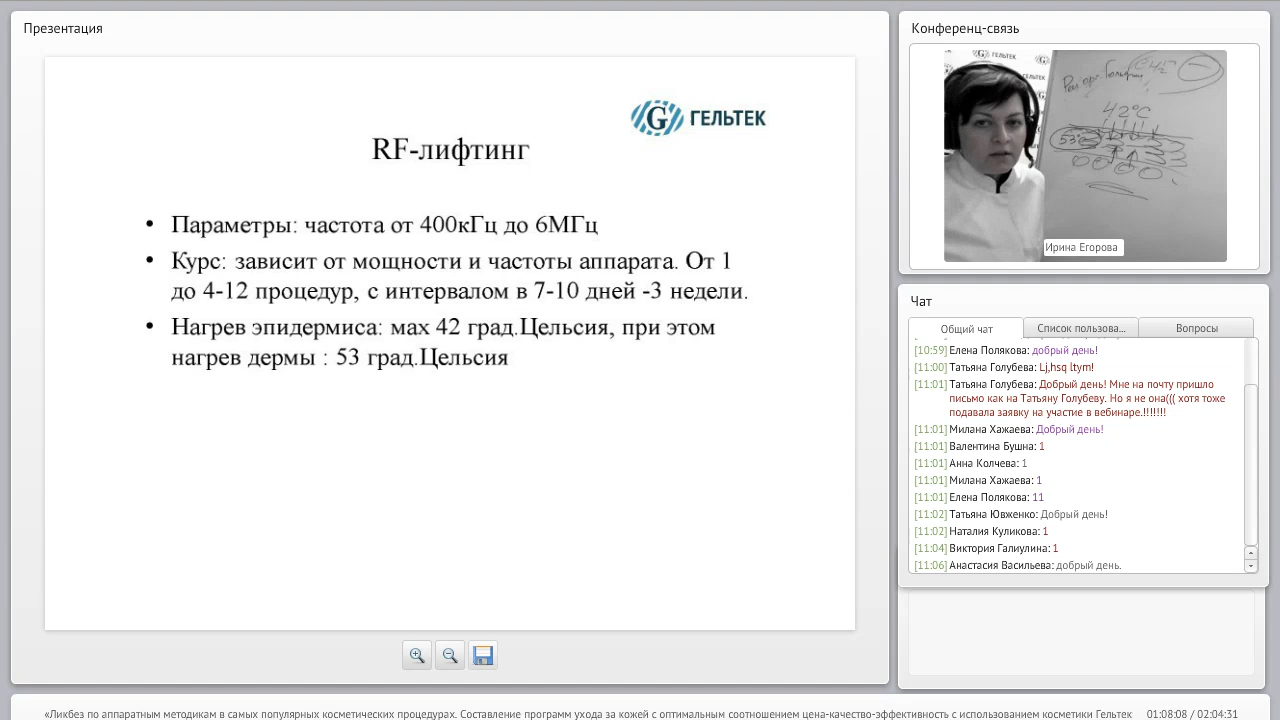 Презентация
ГЕЛЬТЕК
RF-лифтинг
• Параметры: частота от 400кГц до 6МГц
• Курс: зависит от мощности и частоты аппарата. От 1
до 4-12 процедур, с интервалом в 7-10 дней -3 недели.
• Нагрев эпидермиса: мах 42 град.Цельсия, при этом
нагрев дермы : 53 град.Цельсия
Конференц-связь
42°C
53°
Ирина Егорова
Чат
Общий чат
Список пользова...
Вопросы
[10:59] Елена Полякова: добрый день!
[11:00] Татьяна Голубева: Lj,hsq ltym!
[11:01] Татьяна Голубева: Добрый день! Мне на почту пришло
письмо как на Татьяну Голубеву. Но я не она((( хотя тоже
подавала заявку на участие в вебинаре.!!!!!!!
[11:01] Милана Хажаева: Добрый день!
[11:01] Валентина Бушна: 1
[11:01] Анна Колчева: 1
[11:01] Милана Хажаева: 1
[11:01] Елена Полякова: 11
[11:02] Татьяна Ювженко: Добрый день!
[11:02] Наталия Куликова: 1
[11:04] Виктория Галиулина: 1
[11:06] Анастасия Васильева: добрый день.
«Ликбез по аппаратным методикам в самых популярных косметических процедурах. Составление программ ухода за кожей с оптимальным соотношением цена-качество-эффективность с использованием косметики Гельтек
01:08:08 / 02:04:31